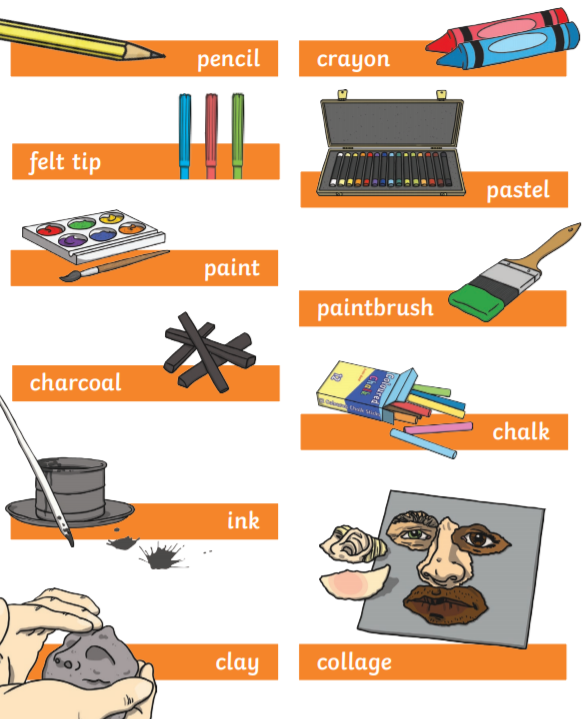 pencil
crayon
felt tip
pastel
paint
paintbrush
charcoal
chalk
ink
clay
collage